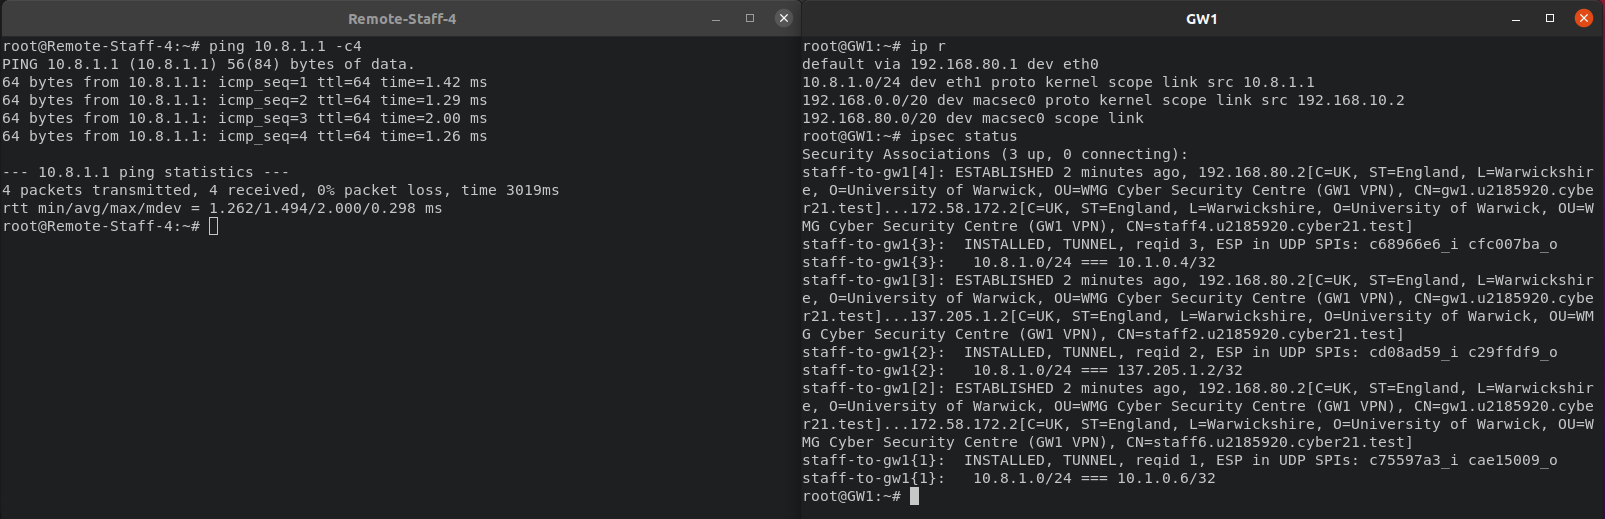 Remote-Staff-4
root@Remote-Staff-4:~# ping 10.8.1.1 -c4
PING 10.8.1.1 (10.8.1.1) 56(84) bytes of data.
64 bytes from 10.8.1.1: icmp_seq=1 ttl=64 time=1.42 ms
64 bytes from 10.8.1.1: icmp_seq=2 ttl=64 time=1.29 ms
64 bytes from 10.8.1.1: icmp_seq=3 ttl=64 time=2.00 ms
64 bytes from 10.8.1.1: icmp_seq=4 ttl=64 time=1.26 ms
--- 10.8.1.1 ping statistics ---
4 packets transmitted, 4 received, 0% packet loss, time 3019ms
rtt min/avg/max/mdev = 1.262/1.494/2.000/0.298 ms
root@Remote-Staff-4:~#
GW1
root@GW1:~# ip r
default via 192.168.80.1 dev eth0
10.8.1.0/24 dev eth1 proto kernel scope link src 10.8.1.1
192.168.0.0/20 dev macsec0 proto kernel scope link src 192.168.10.2
192.168.80.0/20 dev macsec0 scope link
root@GW1:~# ipsec status
Security Associations (3 up, 0 connecting):
staff-to-gw1[4]: ESTABLISHED 2 minutes ago, 192.168.80.2[C=UK, ST=England, L=Warwickshir
e, O=University of Warwick, OU=WMG Cyber Security Centre (GW1 VPN), CN=gw1.u2185920.cybe
r21.test]...172.58.172.2[C=UK, ST=England, L=Warwickshire, O=University of Warwick, OU=W
MG Cyber Security Centre (GW1 VPN), CN=staff4.u2185920.cyber21.test]
staff-to-gw1{3}:  INSTALLED, TUNNEL, reqid 3, ESP in UDP SPIs: c68966e6_i cfc007ba_o
staff-to-gw1{3}:   10.8.1.0/24 === 10.1.0.4/32
staff-to-gw1[3]: ESTABLISHED 2 minutes ago, 192.168.80.2[C=UK, ST=England, L=Warwickshir
e, O=University of Warwick, OU=WMG Cyber Security Centre (GW1 VPN), CN=gw1.u2185920.cybe
r21.test]...137.205.1.2[C=UK, ST=England, L=Warwickshire, O=University of Warwick, OU=WM
G Cyber Security Centre (GW1 VPN), CN=staff2.u2185920.cyber21.test]
staff-to-gw1{2}:  INSTALLED, TUNNEL, reqid 2, ESP in UDP SPIs: cd08ad59_i c29ffdf9_o
staff-to-gw1{2}:   10.8.1.0/24 === 137.205.1.2/32
staff-to-gw1[2]: ESTABLISHED 2 minutes ago, 192.168.80.2[C=UK, ST=England, L=Warwickshir
e, O=University of Warwick, OU=WMG Cyber Security Centre (GW1 VPN), CN=gw1.u2185920.cybe
r21.test]...172.58.172.2[C=UK, ST=England, L=Warwickshire, O=University of Warwick, OU=W
MG Cyber Security Centre (GW1 VPN), CN=staff6.u2185920.cyber21.test]
staff-to-gw1{1}:  INSTALLED, TUNNEL, reqid 1, ESP in UDP SPIs: c75597a3_i cae15009_o
staff-to-gw1{1}:   10.8.1.0/24 === 10.1.0.6/32
root@GW1:~#